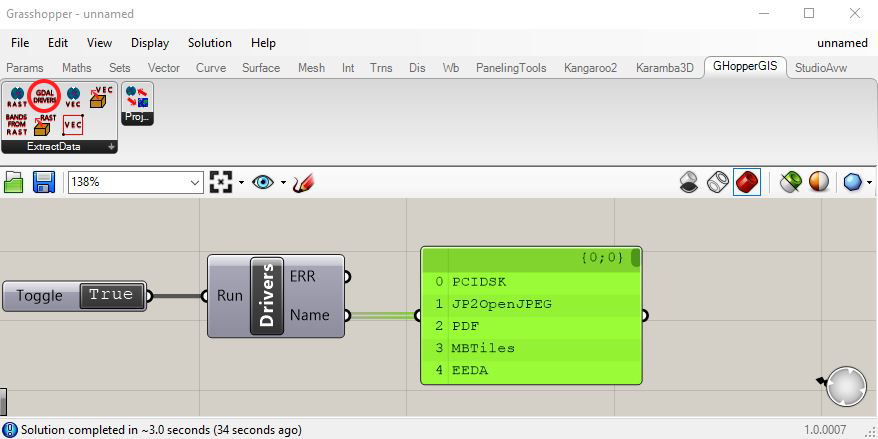 Grasshopper - unnamed
File Edit View Display Solution Help unnamed
Params Maths Sets Vector Curve Surface Mesh Int Trns Dis Wb PanelingTools Kangaroo2 Karamba3D GHopperGIS StudioAvw
RAST GDAL DRIVERS VEC VEC
BANDS FROM RAST RAST VEC Proj...
ExtractData
138%
{0;0}
Toggle True Run Drivers ERR Name
0 PCIDSK
1 JP2OpenJPEG
2 PDF
3 MBTiles
4 EEDA
Solution completed in ~3.0 seconds (34 seconds ago) 1.0.0007